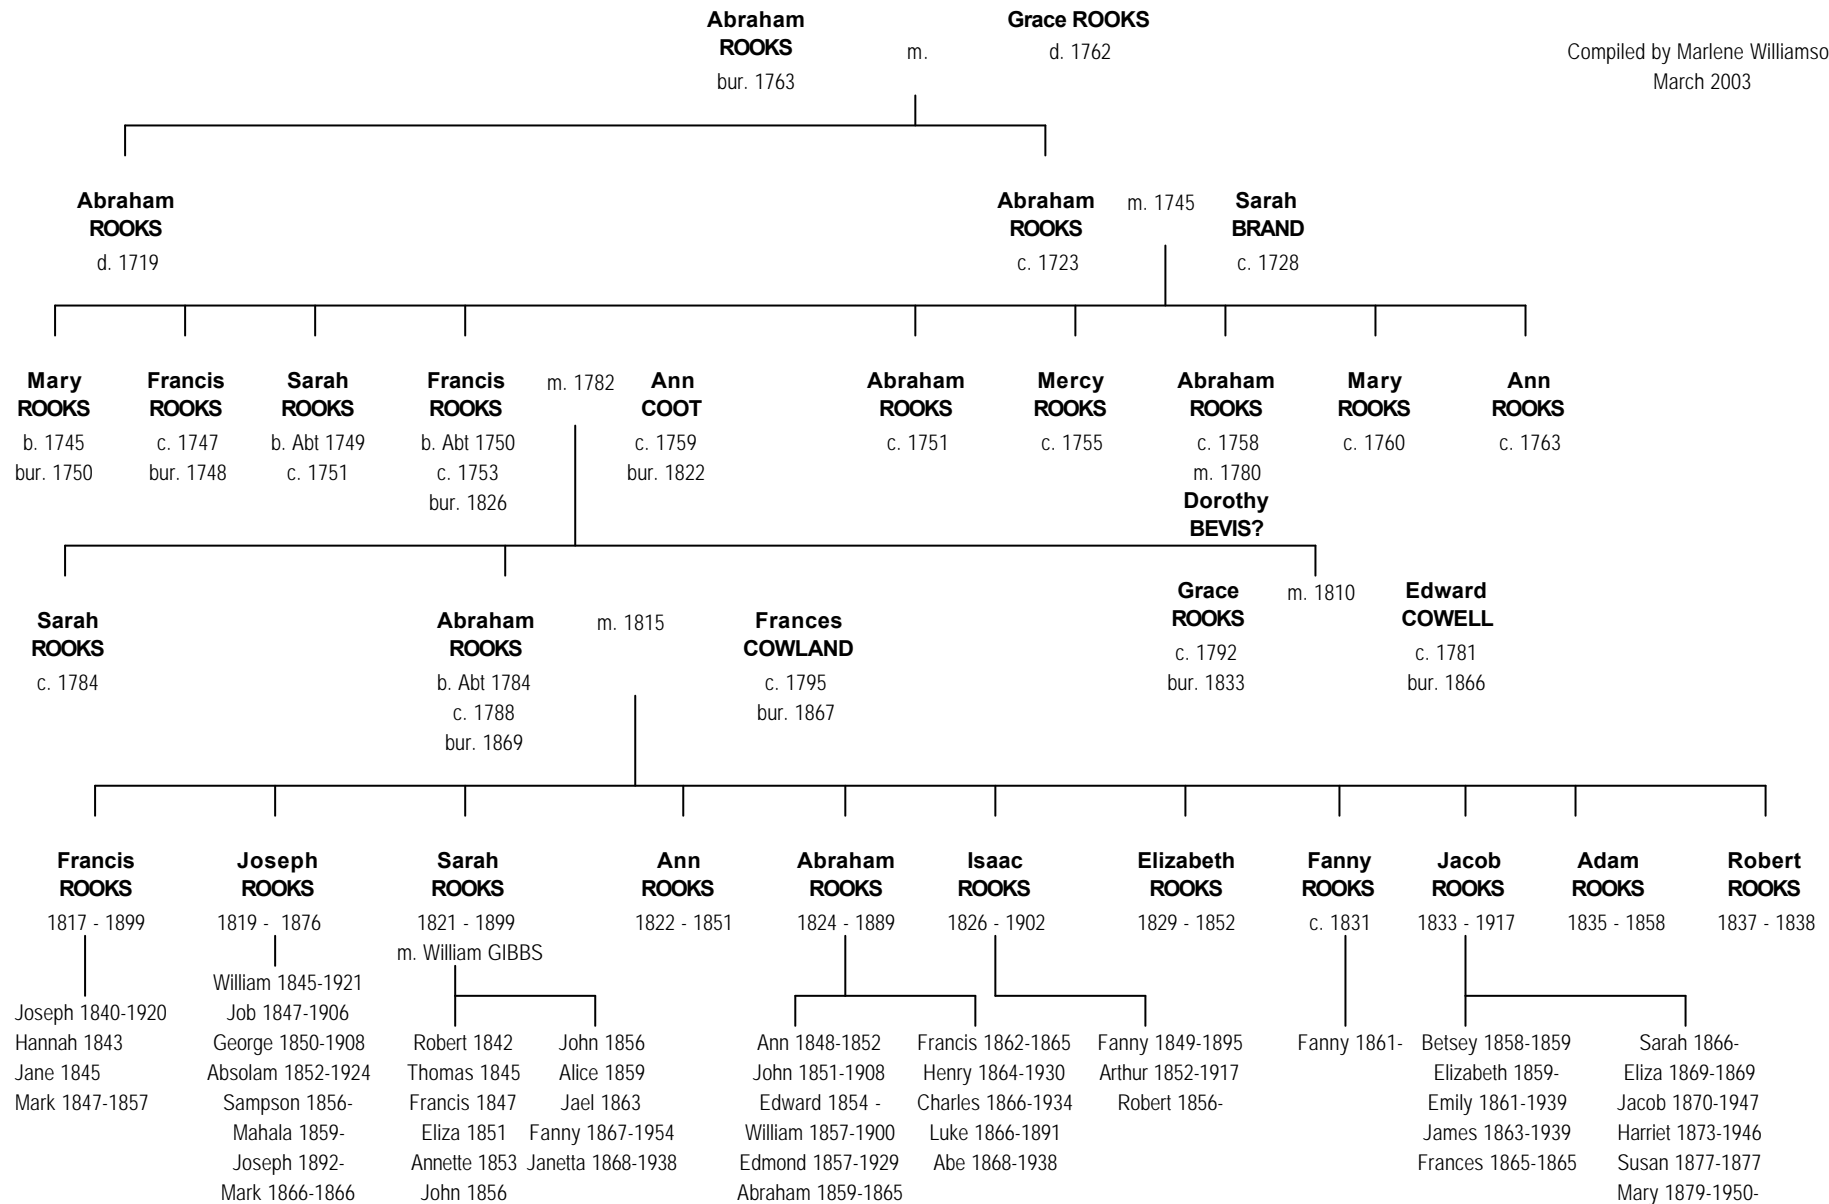 Abraham
ROOKS
bur. 1763
m.
Grace ROOKS
d. 1762
Compiled by Marlene Williamso
March 2003
Abraham
ROOKS
d. 1719
Abraham
ROOKS
c. 1723
m. 1745
Sarah
BRAND
c. 1728
Mary
ROOKS
b. 1745
bur. 1750
Francis
ROOKS
c. 1747
bur. 1748
Sarah
ROOKS
b. Abt 1749
c. 1751
Francis
ROOKS
b. Abt 1750
c. 1753
bur. 1826
m. 1782
Ann
COOT
c. 1759
bur. 1822
Abraham
ROOKS
c. 1751
Mercy
ROOKS
c. 1755
Abraham
ROOKS
c. 1758
m. 1780
Dorothy
BEVIS?
Mary
ROOKS
c. 1760
Ann
ROOKS
c. 1763
Sarah
ROOKS
c. 1784
Abraham
ROOKS
b. Abt 1784
c. 1788
bur. 1869
m. 1815
Frances
COWLAND
c. 1795
bur. 1867
Grace
ROOKS
c. 1792
bur. 1833
m. 1810
Edward
COWELL
c. 1781
bur. 1866
Francis
ROOKS
1817 - 1899
Joseph 1840-1920
Hannah 1843
Jane 1845
Mark 1847-1857
Joseph
ROOKS
1819 - 1876
William 1845-1921
Job 1847-1906
George 1850-1908
Absolam 1852-1924
Sampson 1856-
Mahala 1859-
Joseph 1892-
Mark 1866-1866
Sarah
ROOKS
1821 - 1899
m. William GIBBS
Robert 1842
Thomas 1845
Francis 1847
Eliza 1851
Annette 1853
John 1856
John 1856
Alice 1859
Jael 1863
Fanny 1867-1954
Janetta 1868-1938
Ann
ROOKS
1822 - 1851
Abraham
ROOKS
1824 - 1889
Ann 1848-1852
John 1851-1908
Edward 1854 -
William 1857-1900
Edmond 1857-1929
Abraham 1859-1865
Francis 1862-1865
Henry 1864-1930
Charles 1866-1934
Luke 1866-1891
Abe 1868-1938
Isaac
ROOKS
1826 - 1902
Fanny 1849-1895
Arthur 1852-1917
Robert 1856-
Elizabeth
ROOKS
1829 - 1852
Fanny
ROOKS
c. 1831
Fanny 1861-
Jacob
ROOKS
1833 - 1917
Betsey 1858-1859
Elizabeth 1859-
Emily 1861-1939
James 1863-1939
Frances 1865-1865
Sarah 1866-
Eliza 1869-1869
Jacob 1870-1947
Harriet 1873-1946
Susan 1877-1877
Mary 1879-1950-
Adam
ROOKS
1835 - 1858
Robert
ROOKS
1837 - 1838